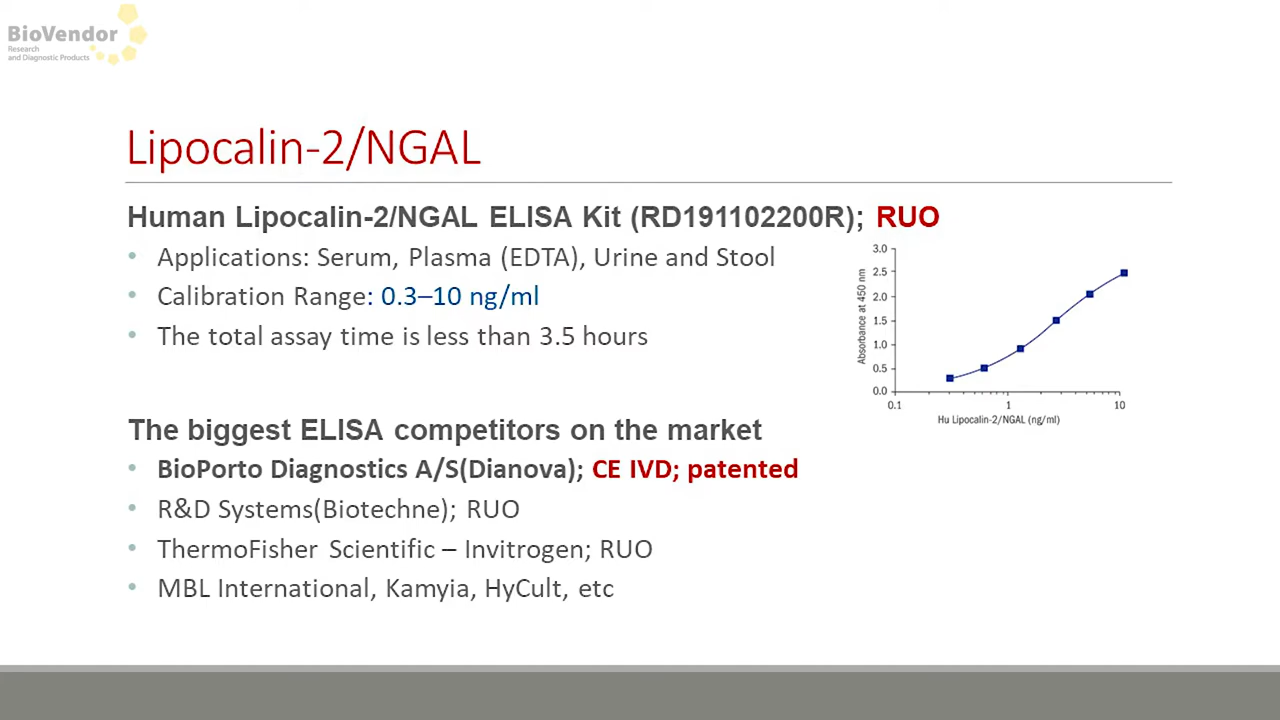 BioVendor
Research
and Diagnostic Products
Lipocalin-2/NGAL
Human Lipocalin-2/NGAL ELISA Kit (RD191102200R); RUO
• Applications: Serum, Plasma (EDTA), Urine and Stool
• Calibration Range: 0.3–10 ng/ml
• The total assay time is less than 3.5 hours
Absorbance at 450 nm
3.0
2.5
2.0
1.5
1.0
0.5
0.0
0.1 1 10
Hu Lipocalin-2/NGAL (ng/ml)
The biggest ELISA competitors on the market
• BioPorto Diagnostics A/S(Dianova); CE IVD; patented
• R&D Systems(Biotechne); RUO
• ThermoFisher Scientific – Invitrogen; RUO
• MBL International, Kamyia, HyCult, etc